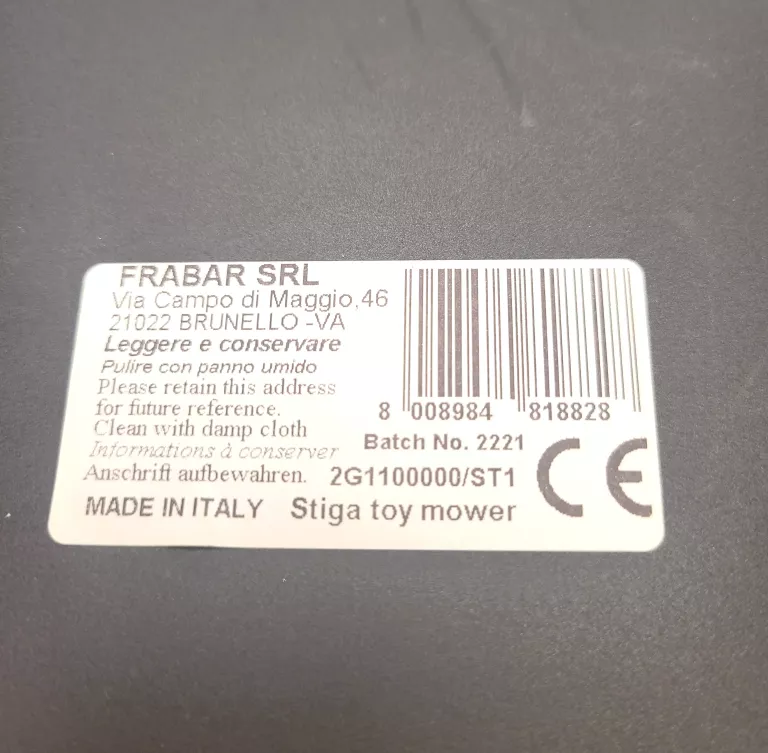 FRABAR SRL
Via Campo di Maggio,46
21022 BRUNELLO -VA
Leggere e conservare
Pulire con panno umido
Please retain this address
for future reference.
Clean with damp cloth
Informations à conserver
Anschrift aufbewahren.
MADE IN ITALY
8 008984 818828
Batch No. 2221
2G1100000/ST1
Stiga toy mower
CE